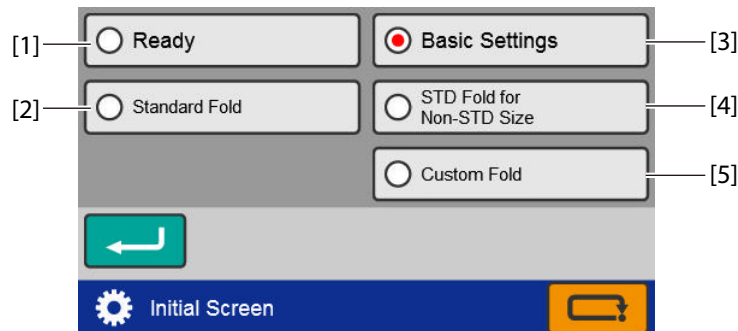 [1] Ready Basic Settings [3]
[2] Standard Fold STD Fold for Non-STD Size [4]
Custom Fold [5]
Initial Screen